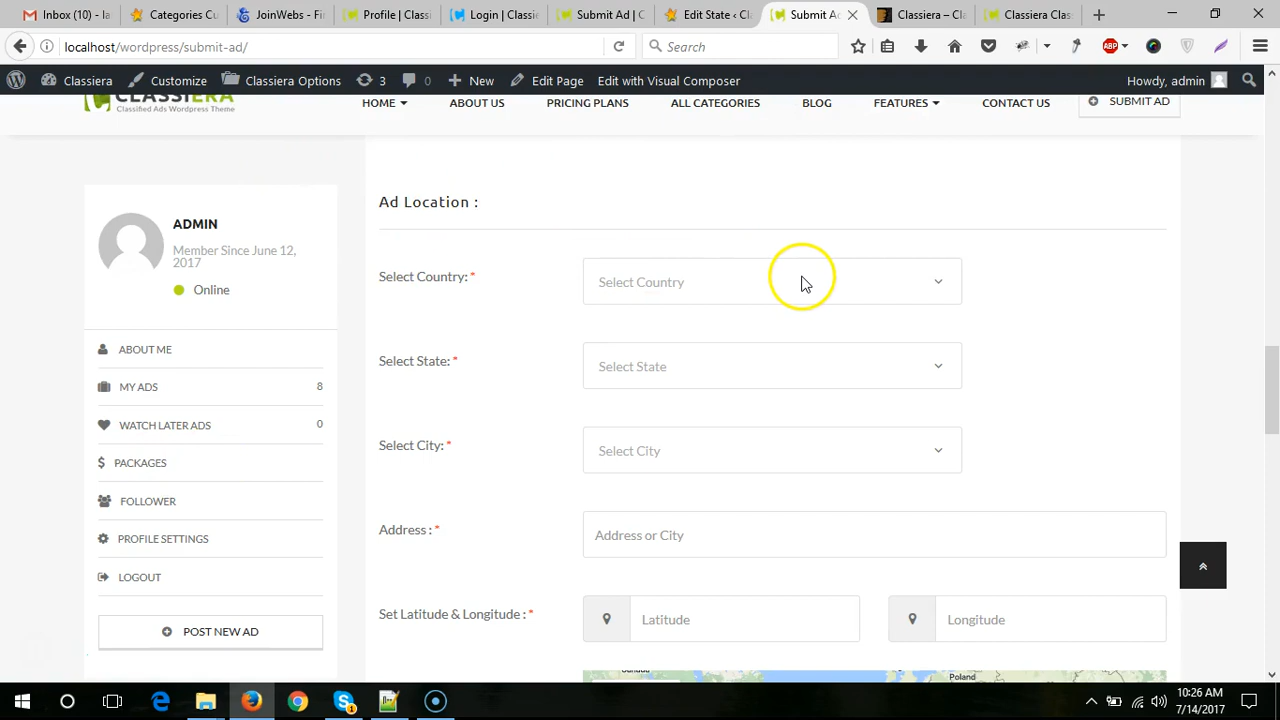 Inbox (10) - la
Categories Cu
JoinWebs - Fi
Profile | Classi
Login | Classie
Submit Ad | C
Edit State ‹ Cl
Submit Ad
Classiera – Cla
Classiera Clas
localhost/wordpress/submit-ad/
Search
ABP
Classiera
Customize
Classiera Options
3
0
New
Edit Page
Edit with Visual Composer
Howdy, admin
CLASSIERA
Classified Ads Wordpress Theme
HOME
ABOUT US
PRICING PLANS
ALL CATEGORIES
BLOG
FEATURES
CONTACT US
SUBMIT AD
ADMIN
Member Since June 12,
2017
Online
ABOUT ME
MY ADS 8
WATCH LATER ADS 0
PACKAGES
FOLLOWER
PROFILE SETTINGS
LOGOUT
POST NEW AD
Ad Location :
Select Country: *
Select Country
Select State: *
Select State
Select City: *
Select City
Address : *
Address or City
Set Latitude & Longitude : *
Latitude
Longitude
Canada
Poland
10:26 AM
7/14/2017